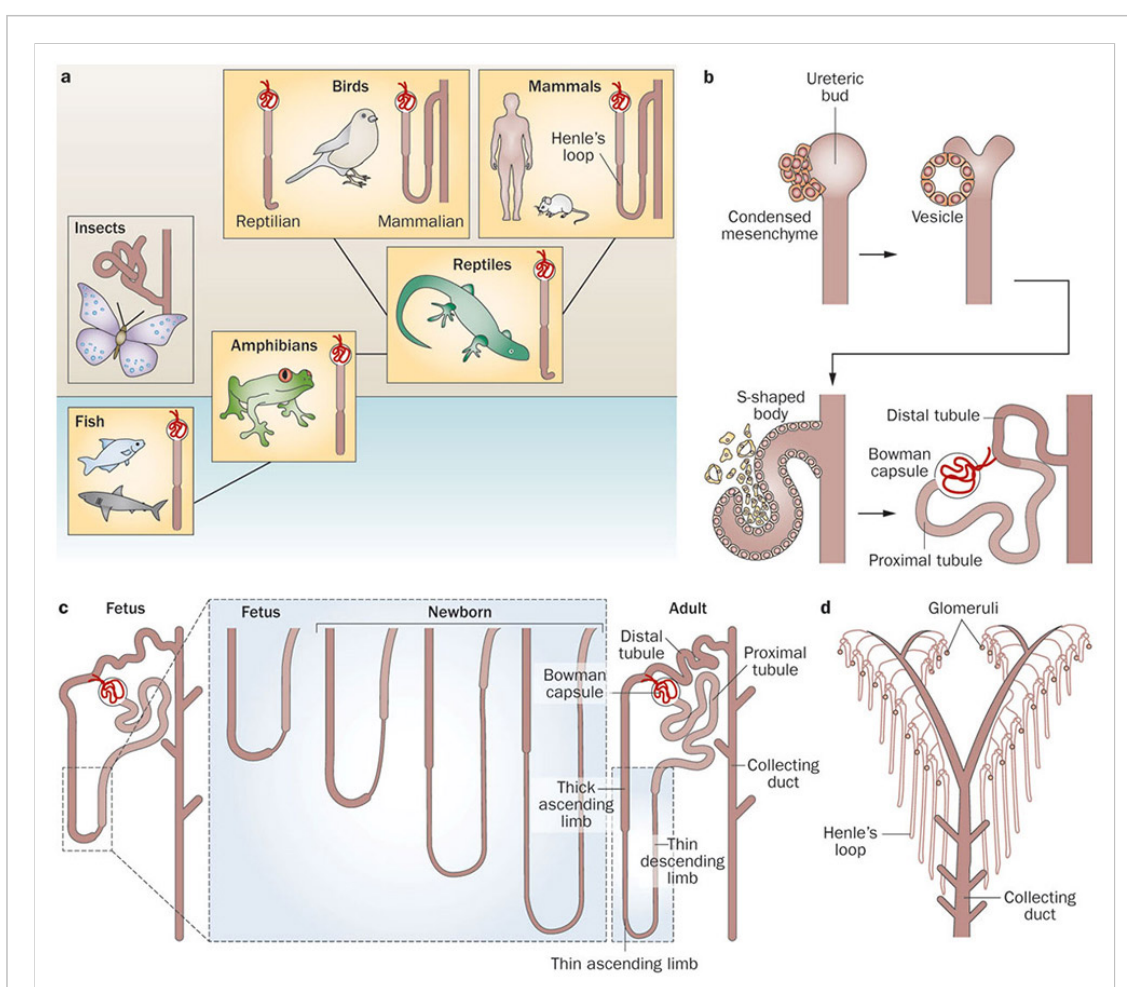 a
Birds
Reptilian
Mammalian
Mammals
Henle's
loop
Insects
Reptiles
Amphibians
Fish
b
Ureteric
bud
Condensed
mesenchyme
Vesicle
S-shaped
body
Distal tubule
Bowman
capsule
Proximal tubule
c
Fetus
Fetus
Newborn
Adult
Distal
tubule
Proximal
tubule
Bowman
capsule
Collecting
duct
Thick
ascending
limb
Thin
descending
limb
Thin ascending limb
d
Glomeruli
Henle's
loop
Collecting
duct